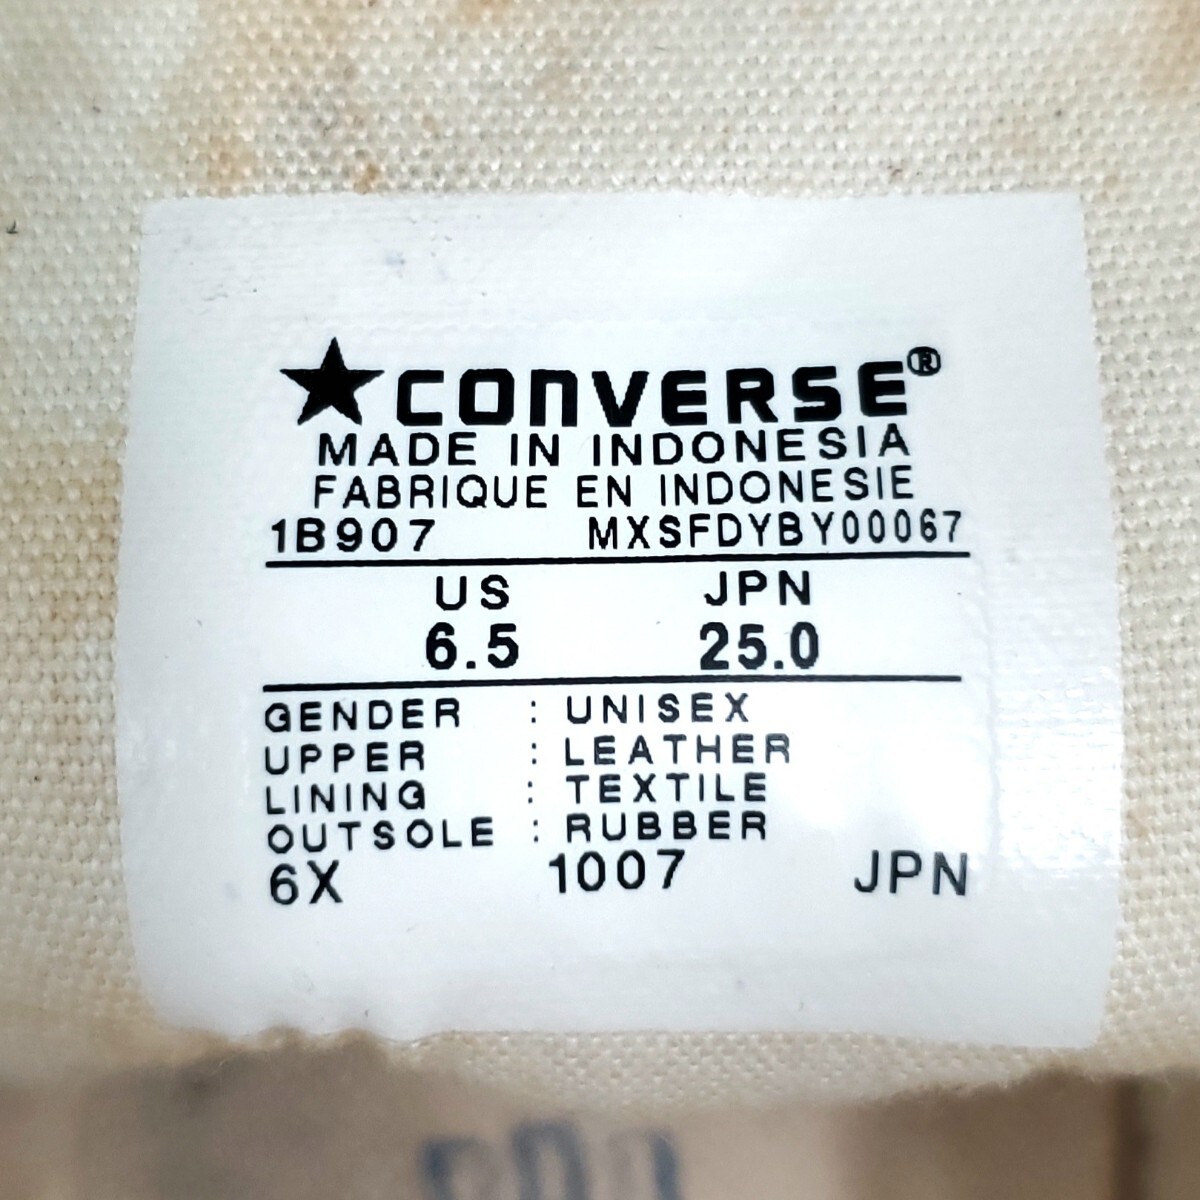 ★CONVERSE®
MADE IN INDONESIA
FABRIQUE EN INDONESIE
1B907 MXSFDYBY00067
US JPN
6.5 25.0
GENDER : UNISEX
UPPER : LEATHER
LINING : TEXTILE
OUTSOLE : RUBBER
6X 1007 JPN